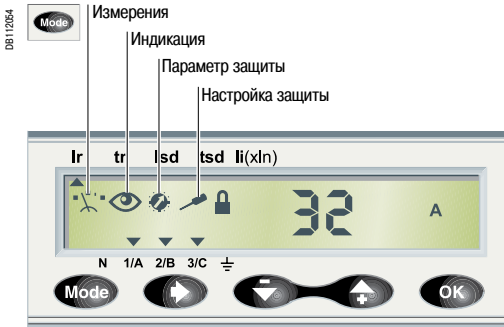 DB112054
Mode
Измерения
Индикация
Параметр защиты
Настройка защиты
Ir tr Isd tsd Ii(xIn)
32 A
N 1/A 2/B 3/C
Mode OK